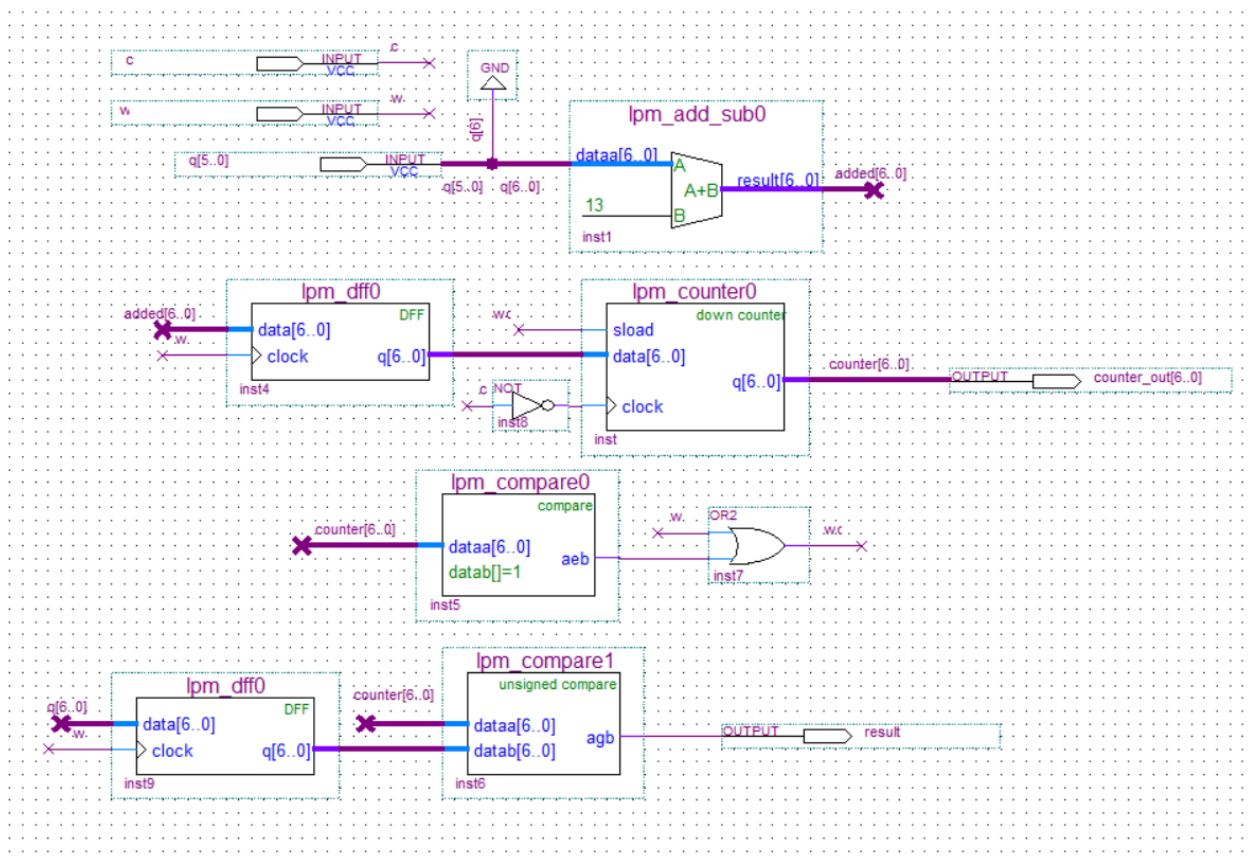 c INPUT VCC c
w INPUT VCC w
GND
q[6]
q[5..0] INPUT VCC q[5..0] q[6..0]
lpm_add_sub0
dataa[6..0] A
A+B result[6..0] added[6..0]
13 B
inst1
added[6..0] lpm_dff0
DFF
data[6..0]
w clock q[6..0]
inst4
lpm_counter0
down counter
wc sload
data[6..0]
q[6..0] counter[6..0] OUTPUT counter_out[6..0]
c NOT clock
inst8 inst
lpm_compare0
compare
counter[6..0] dataa[6..0] aeb
datab[]=1
inst5
w OR2 wc
inst7
lpm_dff0
DFF
q[6..0] data[6..0]
w clock q[6..0]
inst9
lpm_compare1
unsigned compare
counter[6..0] dataa[6..0]
datab[6..0] agb OUTPUT result
inst6